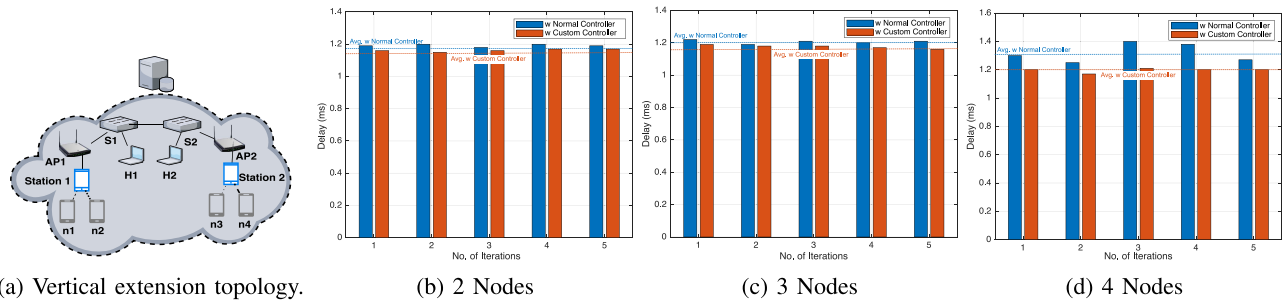 S1
S2
AP1
AP2
H1
H2
Station 1
Station 2
n1
n2
n3
n4
(a) Vertical extension topology.
1.4
1.2
1
0.8
0.6
0.4
0.2
0
Delay (ms)
w Normal Controller
w Custom Controller
Avg. w Normal Controller
Avg. w Custom Controller
1 2 3 4 5
No. of Iterations
(b) 2 Nodes
1.4
1.2
1
0.8
0.6
0.4
0.2
0
Delay (ms)
w Normal Controller
w Custom Controller
Avg. w Normal Controller
Avg. w Custom Controller
1 2 3 4 5
No. of Iterations
(c) 3 Nodes
1.6
1.4
1.2
1
0.8
0.6
0.4
0.2
0
Delay (ms)
w Normal Controller
w Custom Controller
Avg. w Normal Controller
Avg. w Custom Controller
1 2 3 4 5
No. of Iterations
(d) 4 Nodes